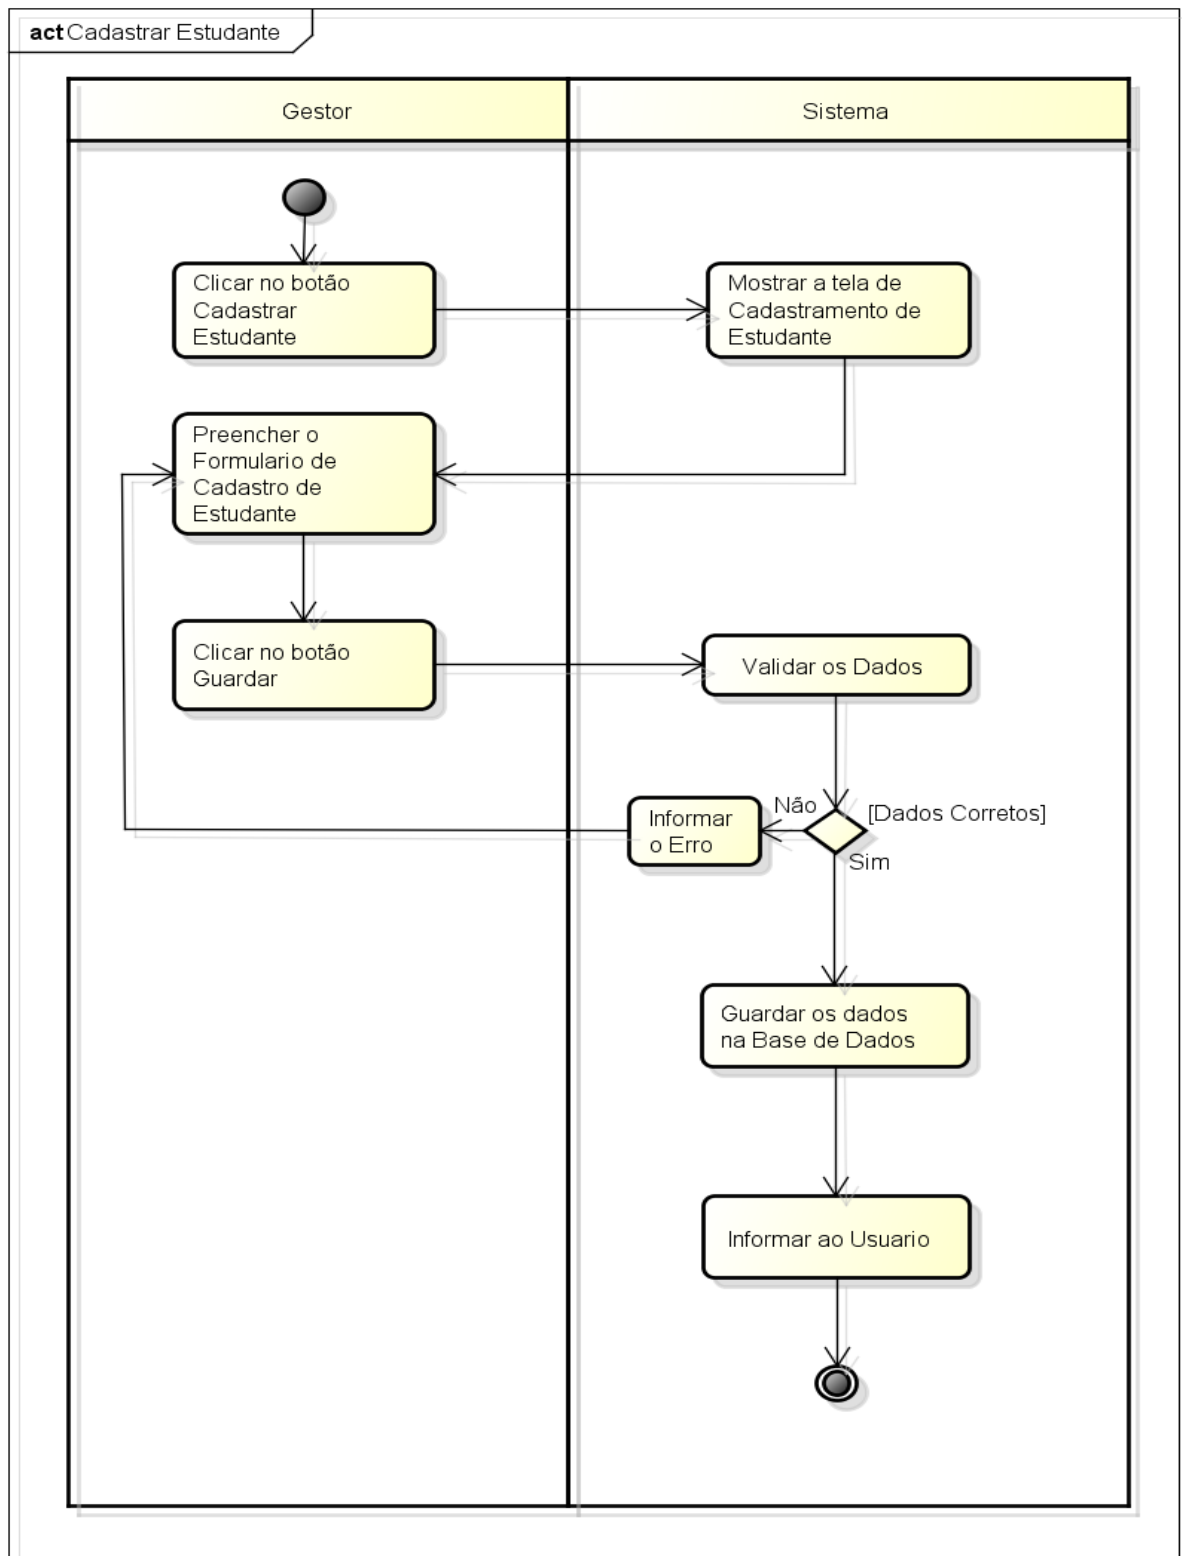 act Cadastrar Estudante
Gestor
Sistema
Clicar no botão
Cadastrar
Estudante
Mostrar a tela de
Cadastramento de
Estudante
Preencher o
Formulario de
Cadastro de
Estudante
Clicar no botão
Guardar
Validar os Dados
Não
[Dados Corretos]
Informar
o Erro
Sim
Guardar os dados
na Base de Dados
Informar ao Usuario